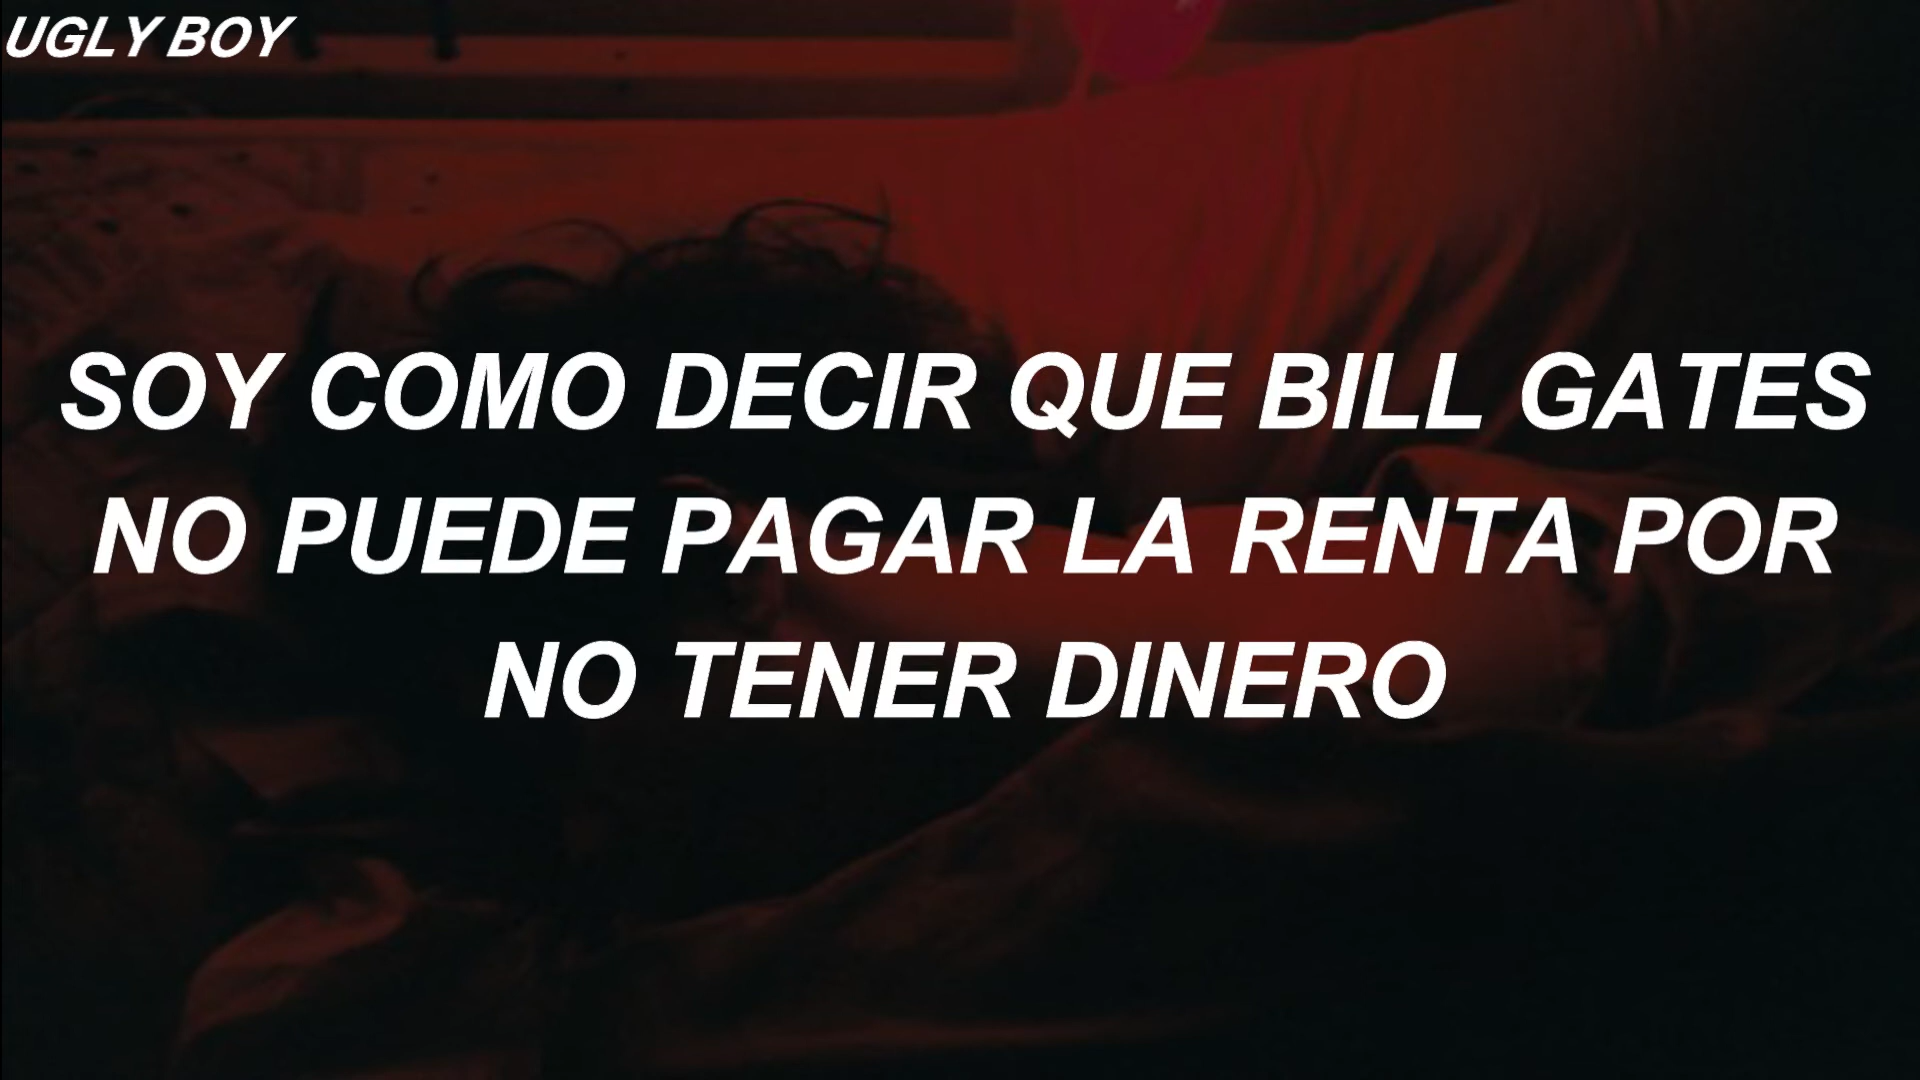 UGLY BOY
SOY COMO DECIR QUE BILL GATES
NO PUEDE PAGAR LA RENTA POR
NO TENER DINERO